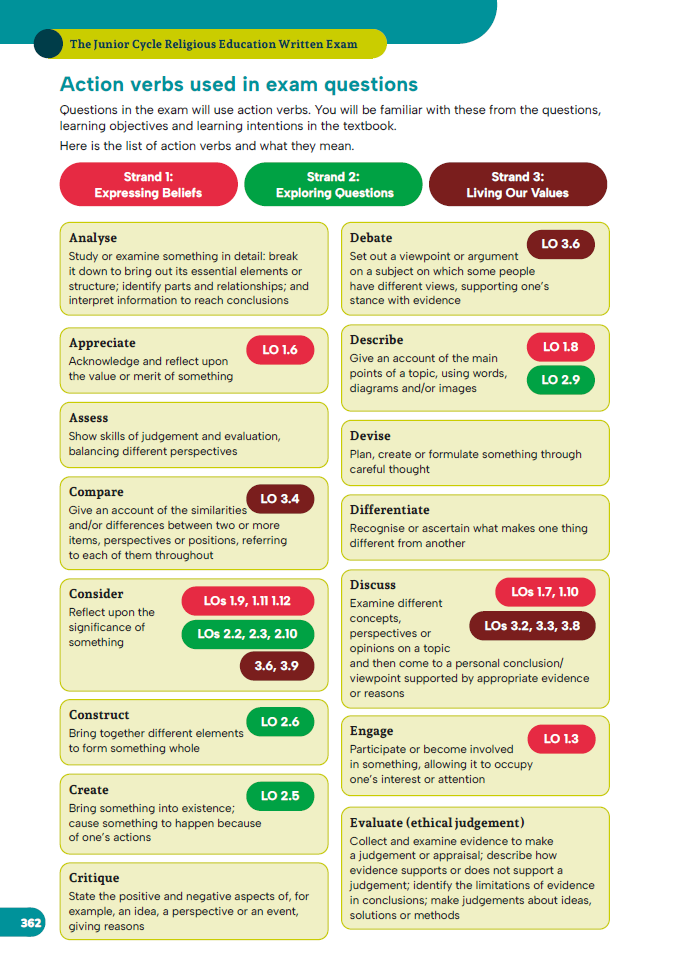 The Junior Cycle Religious Education Written Exam
Action verbs used in exam questions
Questions in the exam will use action verbs. You will be familiar with these from the questions,
learning objectives and learning intentions in the textbook.
Here is the list of action verbs and what they mean.
Strand 1:
Expressing Beliefs
Strand 2:
Exploring Questions
Strand 3:
Living Our Values
Analyse
Study or examine something in detail: break
it down to bring out its essential elements or
structure; identify parts and relationships; and
interpret information to reach conclusions
Appreciate
LO 1.6
Acknowledge and reflect upon
the value or merit of something
Assess
Show skills of judgement and evaluation,
balancing different perspectives
Compare
LO 3.4
Give an account of the similarities
and/or differences between two or more
items, perspectives or positions, referring
to each of them throughout
Consider
LOs 1.9, 1.11 1.12
Reflect upon the
significance of
something
LOs 2.2, 2.3, 2.10
3.6, 3.9
Construct
LO 2.6
Bring together different elements
to form something whole
Create
LO 2.5
Bring something into existence;
cause something to happen because
of one's actions
Critique
State the positive and negative aspects of, for
example, an idea, a perspective or an event,
giving reasons
Debate
LO 3.6
Set out a viewpoint or argument
on a subject on which some people
have different views, supporting one's
stance with evidence
Describe
LO 1.8
Give an account of the main
points of a topic, using words,
diagrams and/or images
LO 2.9
Devise
Plan, create or formulate something through
careful thought
Differentiate
Recognise or ascertain what makes one thing
different from another
Discuss
LOs 1.7, 1.10
Examine different
concepts,
perspectives or
opinions on a topic
LOs 3.2, 3.3, 3.8
and then come to a personal conclusion/
viewpoint supported by appropriate evidence
or reasons
Engage
LO 1.3
Participate or become involved
in something, allowing it to occupy
one's interest or attention
Evaluate (ethical judgement)
Collect and examine evidence to make
a judgement or appraisal; describe how
evidence supports or does not support a
judgement; identify the limitations of evidence
in conclusions; make judgements about ideas,
solutions or methods
362